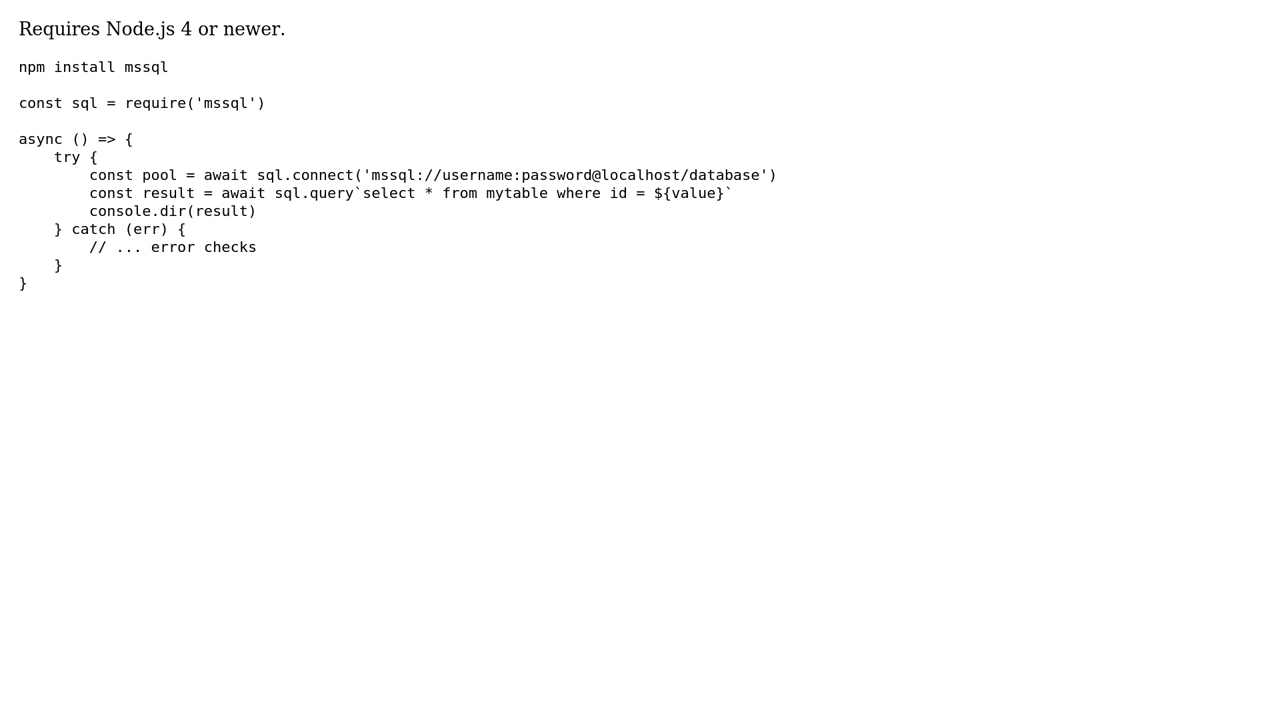 Requires Node.js 4 or newer.
npm install mssql
const sql = require('mssql')
async () => {
    try {
        const pool = await sql.connect('mssql://username:password@localhost/database')
        const result = await sql.query`select * from mytable where id = ${value}`
        console.dir(result)
    } catch (err) {
        // ... error checks
    }
}